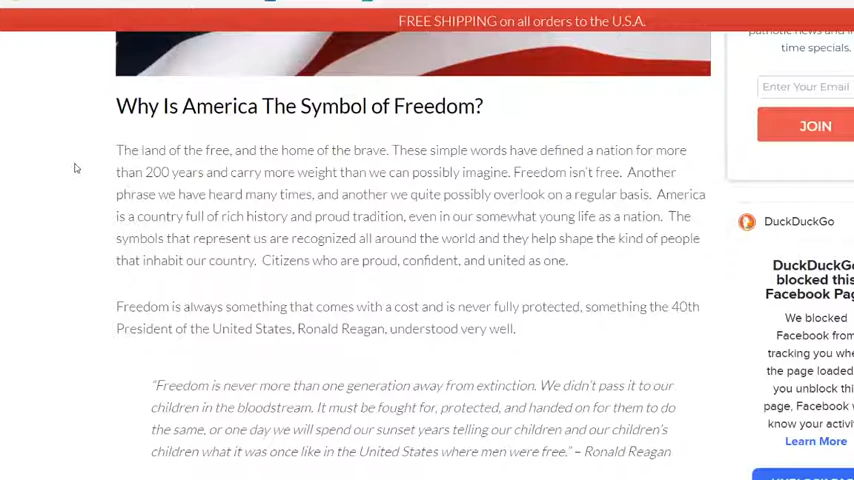 FREE SHIPPING on all orders to the U.S.A.
time specials.
Enter Your Email
JOIN
Why Is America The Symbol of Freedom?
The land of the free, and the home of the brave. These simple words have defined a nation for more
than 200 years and carry more weight than we can possibly imagine. Freedom isn't free. Another
phrase we have heard many times, and another we quite possibly overlook on a regular basis. America
is a country full of rich history and proud tradition, even in our somewhat young life as a nation. The
symbols that represent us are recognized all around the world and they help shape the kind of people
that inhabit our country. Citizens who are proud, confident, and united as one.
Freedom is always something that comes with a cost and is never fully protected, something the 40th
President of the United States, Ronald Reagan, understood very well.
"Freedom is never more than one generation away from extinction. We didn't pass it to our
children in the bloodstream. It must be fought for, protected, and handed on for them to do
the same, or one day we will spend our sunset years telling our children and our children's
children what it was once like in the United States where men were free." – Ronald Reagan
DuckDuckGo
DuckDuckGo
blocked this
Facebook Pag
We blocked
Facebook from
tracking you whe
the page loaded.
you unblock thi
page, Facebook w
know your activi
Learn More